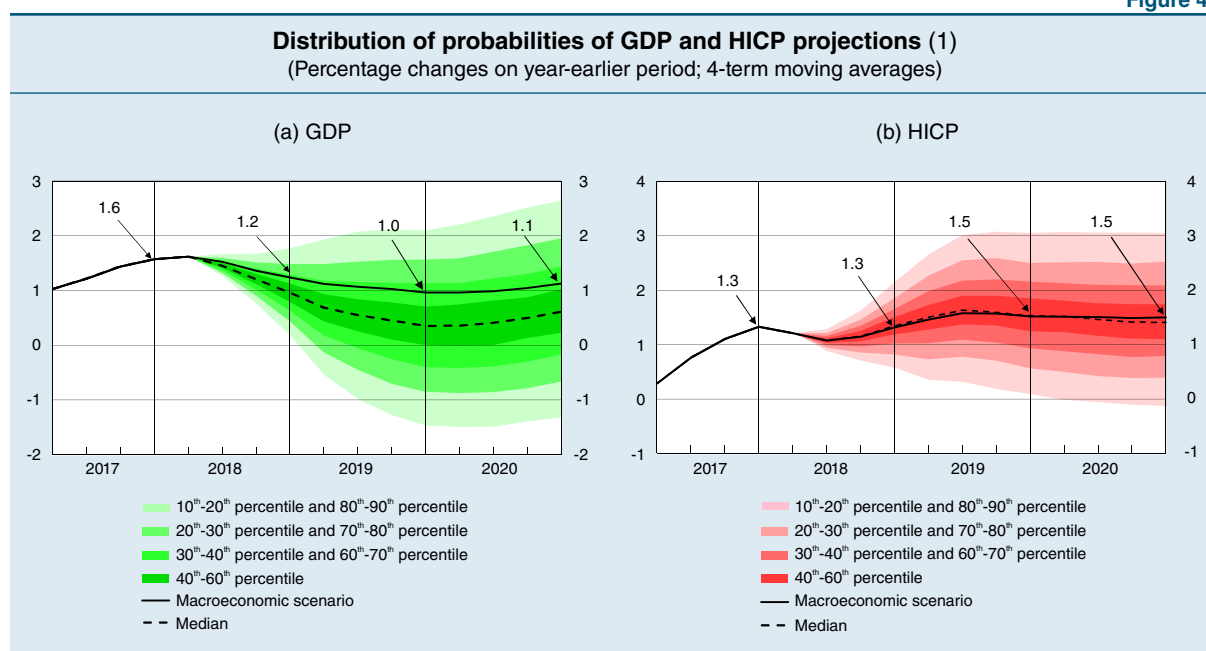 Figure 4
Distribution of probabilities of GDP and HICP projections (1)
(Percentage changes on year-earlier period; 4-term moving averages)
(a) GDP
3
2
1
0
-1
-2
3
2
1
0
-1
-2
1.6
1.2
1.0
1.1
2017
2018
2019
2020
10th-20th percentile and 80th-90th percentile
20th-30th percentile and 70th-80th percentile
30th-40th percentile and 60th-70th percentile
40th-60th percentile
Macroeconomic scenario
Median
(b) HICP
4
3
2
1
0
-1
4
3
2
1
0
-1
1.3
1.3
1.5
1.5
2017
2018
2019
2020
10th-20th percentile and 80th-90th percentile
20th-30th percentile and 70th-80th percentile
30th-40th percentile and 60th-70th percentile
40th-60th percentile
Macroeconomic scenario
Median